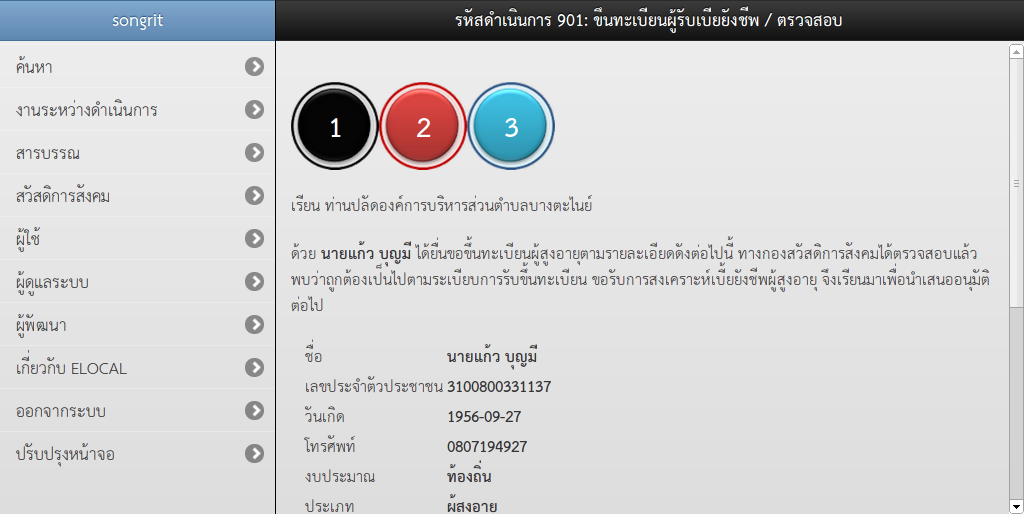 songrit
รหัสดำเนินการ 901: ขึ้นทะเบียนผู้รับเบี้ยยังชีพ / ตรวจสอบ
ค้นหา
งานระหว่างดำเนินการ
สารบรรณ
สวัสดิการสังคม
ผู้ใช้
ผู้ดูแลระบบ
ผู้พัฒนา
เกี่ยวกับ ELOCAL
ออกจากระบบ
ปรับปรุงหน้าจอ
1 2 3
เรียน ท่านปลัดองค์การบริหารส่วนตำบลบางตะไนย์
ด้วย นายแก้ว บุญมี ได้ยื่นขอขึ้นทะเบียนผู้สูงอายุตามรายละเอียดดังต่อไปนี้ ทางกองสวัสดิการสังคมได้ตรวจสอบแล้ว
พบว่าถูกต้องเป็นไปตามระเบียบการรับขึ้นทะเบียน ขอรับการสงเคราะห์เบี้ยยังชีพผู้สูงอายุ จึงเรียนมาเพื่อนำเสนออนุมัติ
ต่อไป
ชื่อ นายแก้ว บุญมี
เลขประจำตัวประชาชน 3100800331137
วันเกิด 1956-09-27
โทรศัพท์ 0807194927
งบประมาณ ท้องถิ่น
ประเภท ผู้สูงอายุ